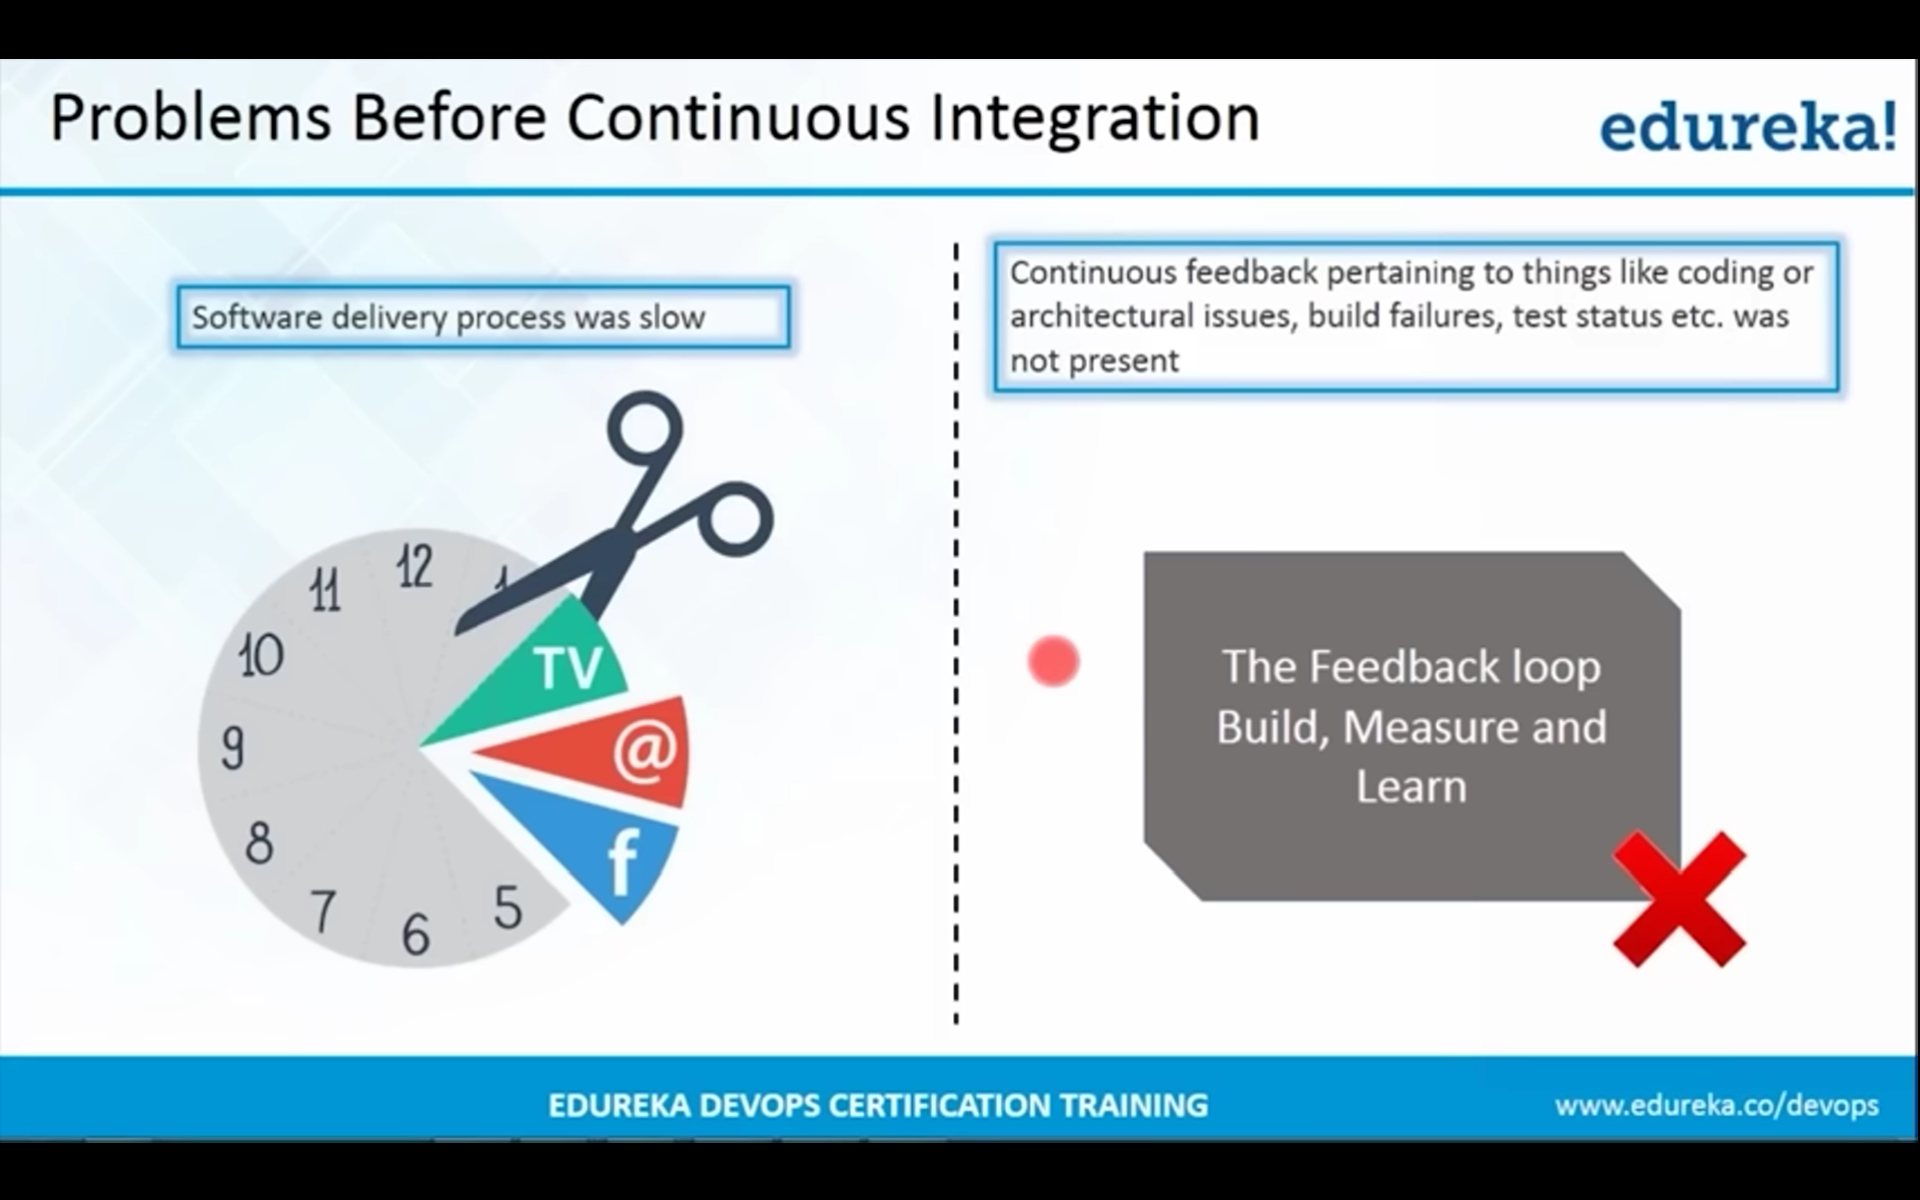 Problems Before Continuous Integration
edureka!
Software delivery process was slow
Continuous feedback pertaining to things like coding or
architectural issues, build failures, test status etc. was
not present
12
11
1
10
9
8
7
6
5
TV
@
f
The Feedback loop
Build, Measure and
Learn
EDUREKA DEVOPS CERTIFICATION TRAINING
www.edureka.co/devops